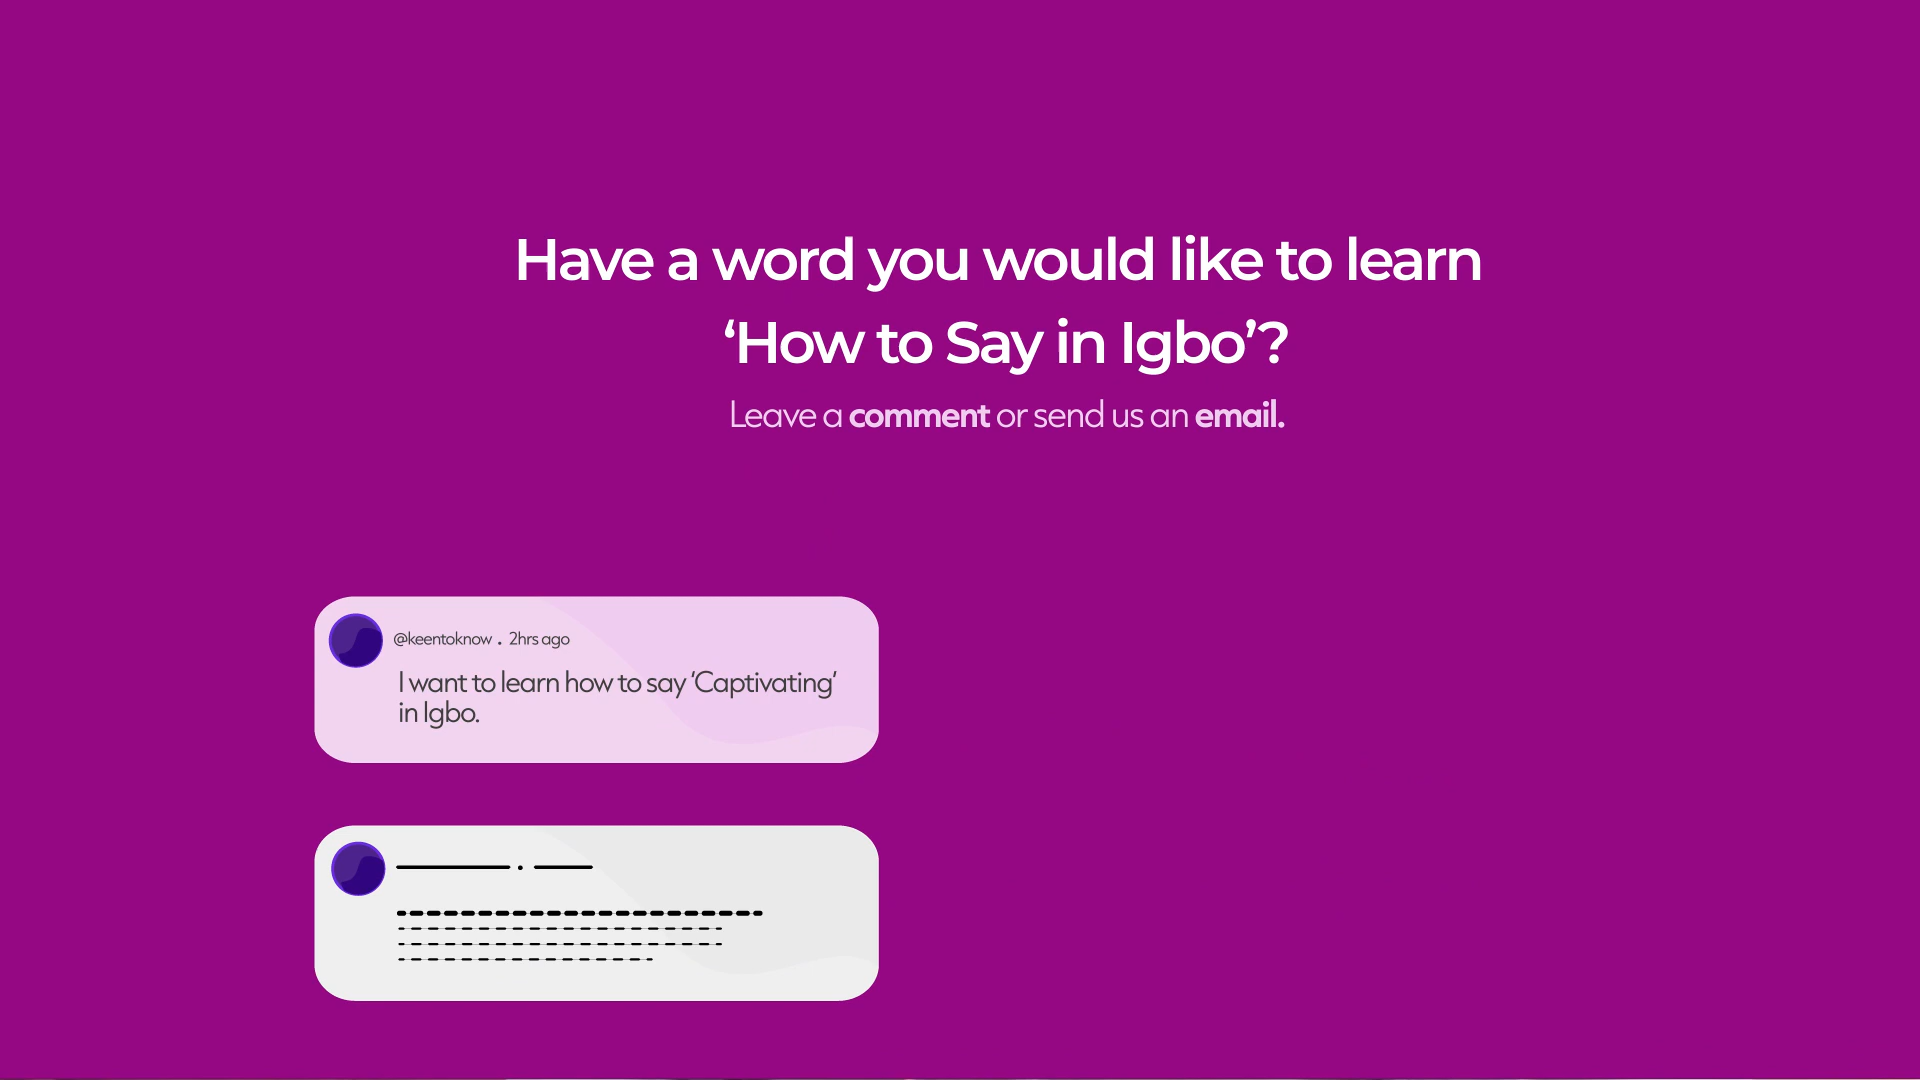 Have a word you would like to learn
‘How to Say in Igbo’?
Leave a comment or send us an email.
@keentoknow . 2hrs ago
I want to learn how to say ‘Captivating’
in Igbo.